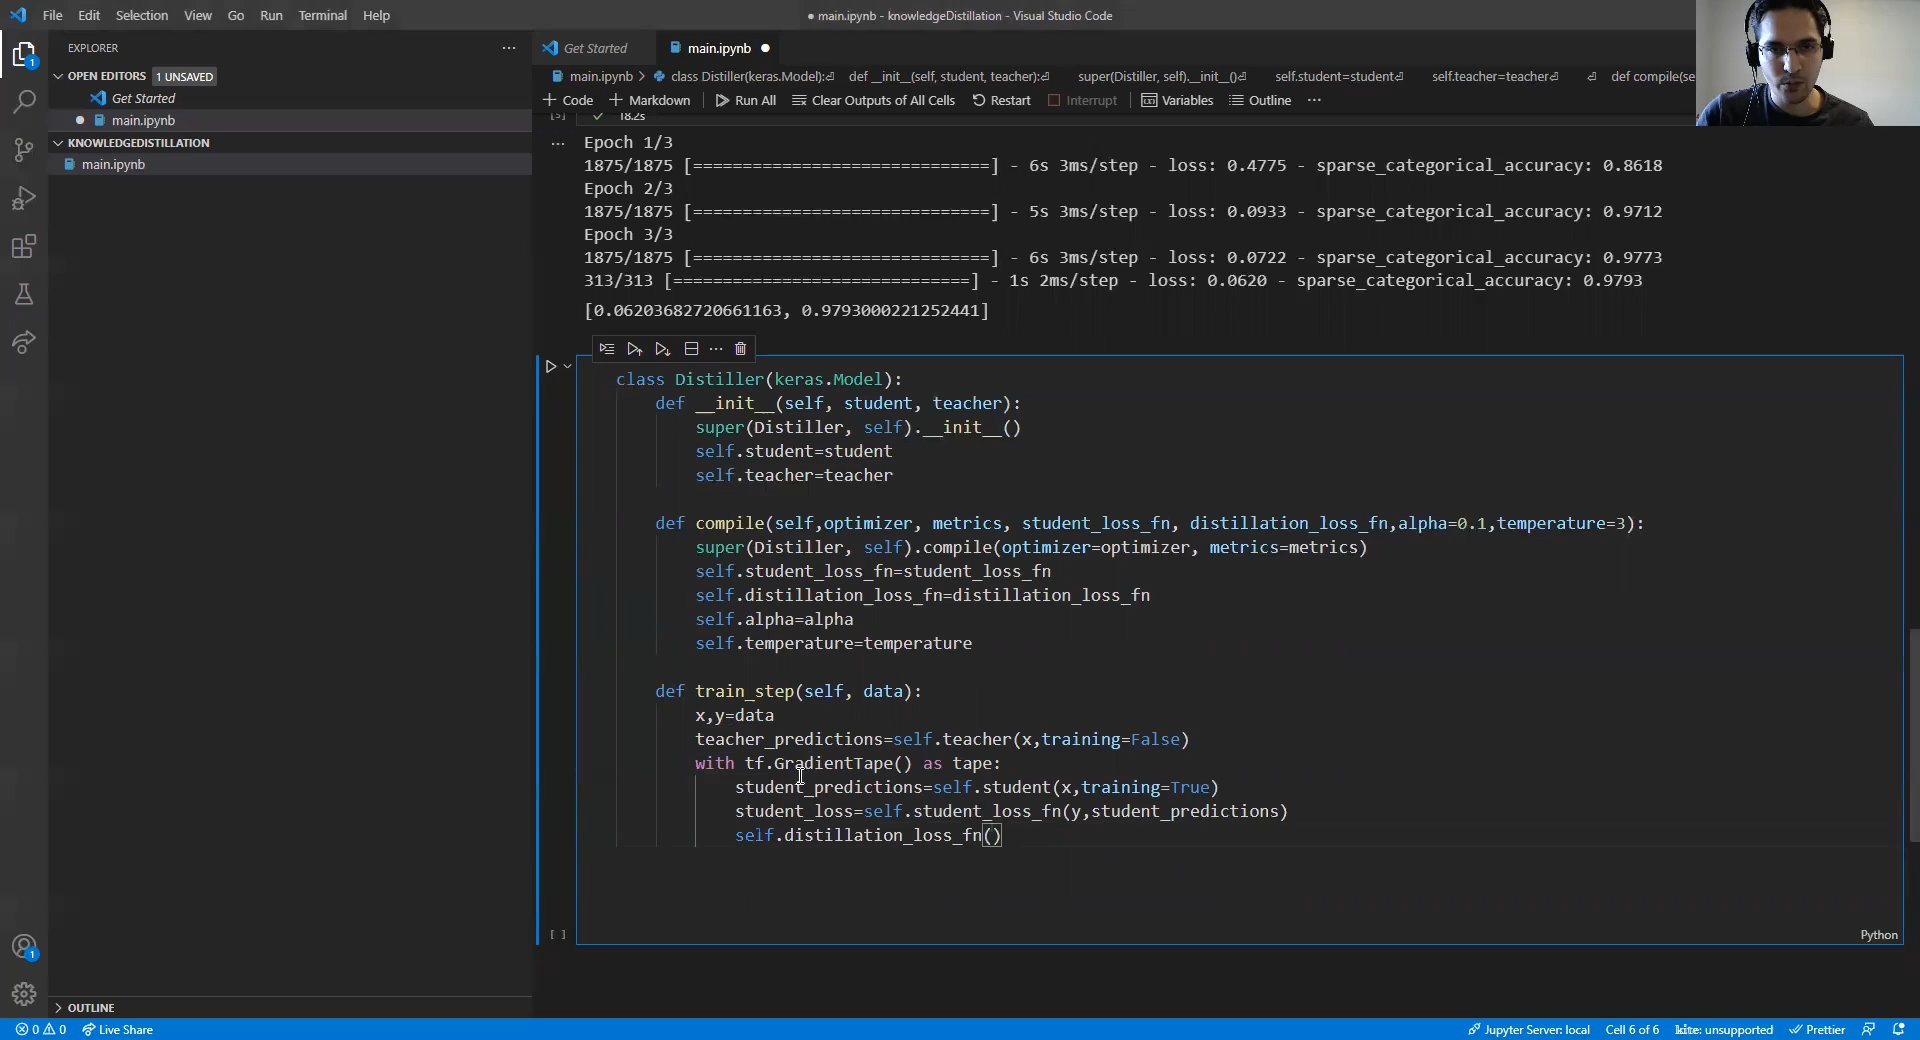 File Edit Selection View Go Run Terminal Help
● main.ipynb - knowledgeDistillation - Visual Studio Code
EXPLORER
OPEN EDITORS 1 UNSAVED
Get Started
main.ipynb
KNOWLEDGEDISTILLATION
main.ipynb
OUTLINE
Get Started main.ipynb
main.ipynb > class Distiller(keras.Model): def __init__(self, student, teacher): super(Distiller, self).__init__() self.student=student self.teacher=teacher def compile(se
+ Code + Markdown Run All Clear Outputs of All Cells Restart Interrupt Variables Outline ...
[5] 18.2s
Epoch 1/3
1875/1875 [==============================] - 6s 3ms/step - loss: 0.4775 - sparse_categorical_accuracy: 0.8618
Epoch 2/3
1875/1875 [==============================] - 5s 3ms/step - loss: 0.0933 - sparse_categorical_accuracy: 0.9712
Epoch 3/3
1875/1875 [==============================] - 6s 3ms/step - loss: 0.0722 - sparse_categorical_accuracy: 0.9773
313/313 [==============================] - 1s 2ms/step - loss: 0.0620 - sparse_categorical_accuracy: 0.9793
[0.06203682720661163, 0.9793000221252441]
class Distiller(keras.Model):
def __init__(self, student, teacher):
super(Distiller, self).__init__()
self.student=student
self.teacher=teacher
def compile(self,optimizer, metrics, student_loss_fn, distillation_loss_fn,alpha=0.1,temperature=3):
super(Distiller, self).compile(optimizer=optimizer, metrics=metrics)
self.student_loss_fn=student_loss_fn
self.distillation_loss_fn=distillation_loss_fn
self.alpha=alpha
self.temperature=temperature
def train_step(self, data):
x,y=data
teacher_predictions=self.teacher(x,training=False)
with tf.GradientTape() as tape:
student_predictions=self.student(x,training=True)
student_loss=self.student_loss_fn(y,student_predictions)
self.distillation_loss_fn()
[ ] Python
0 0 Live Share Jupyter Server: local Cell 6 of 6 kite: unsupported Prettier
1
1